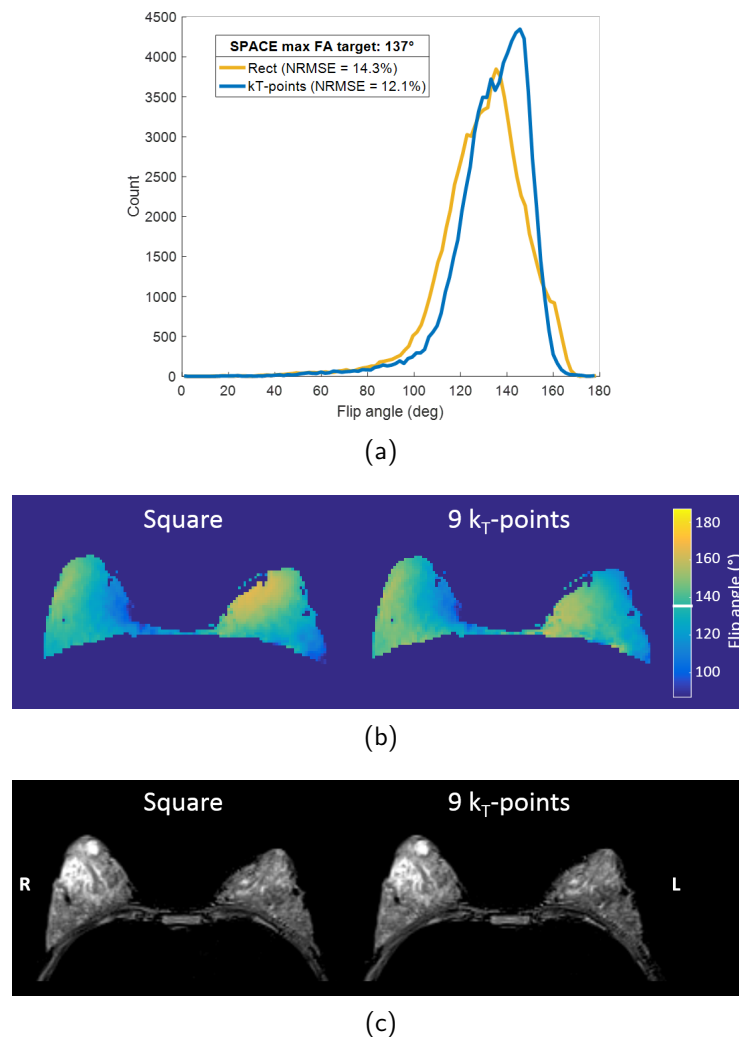 4500
4000
3500
3000
2500
2000
1500
1000
500
0
Count
SPACE max FA target: 137°
Rect (NRMSE = 14.3%)
kT-points (NRMSE = 12.1%)
0 20 40 60 80 100 120 140 160 180
Flip angle (deg)
(a)
Square 9 k_T-points
180
160
140
120
100
Flip angle (°)
(b)
Square 9 k_T-points
R L
(c)